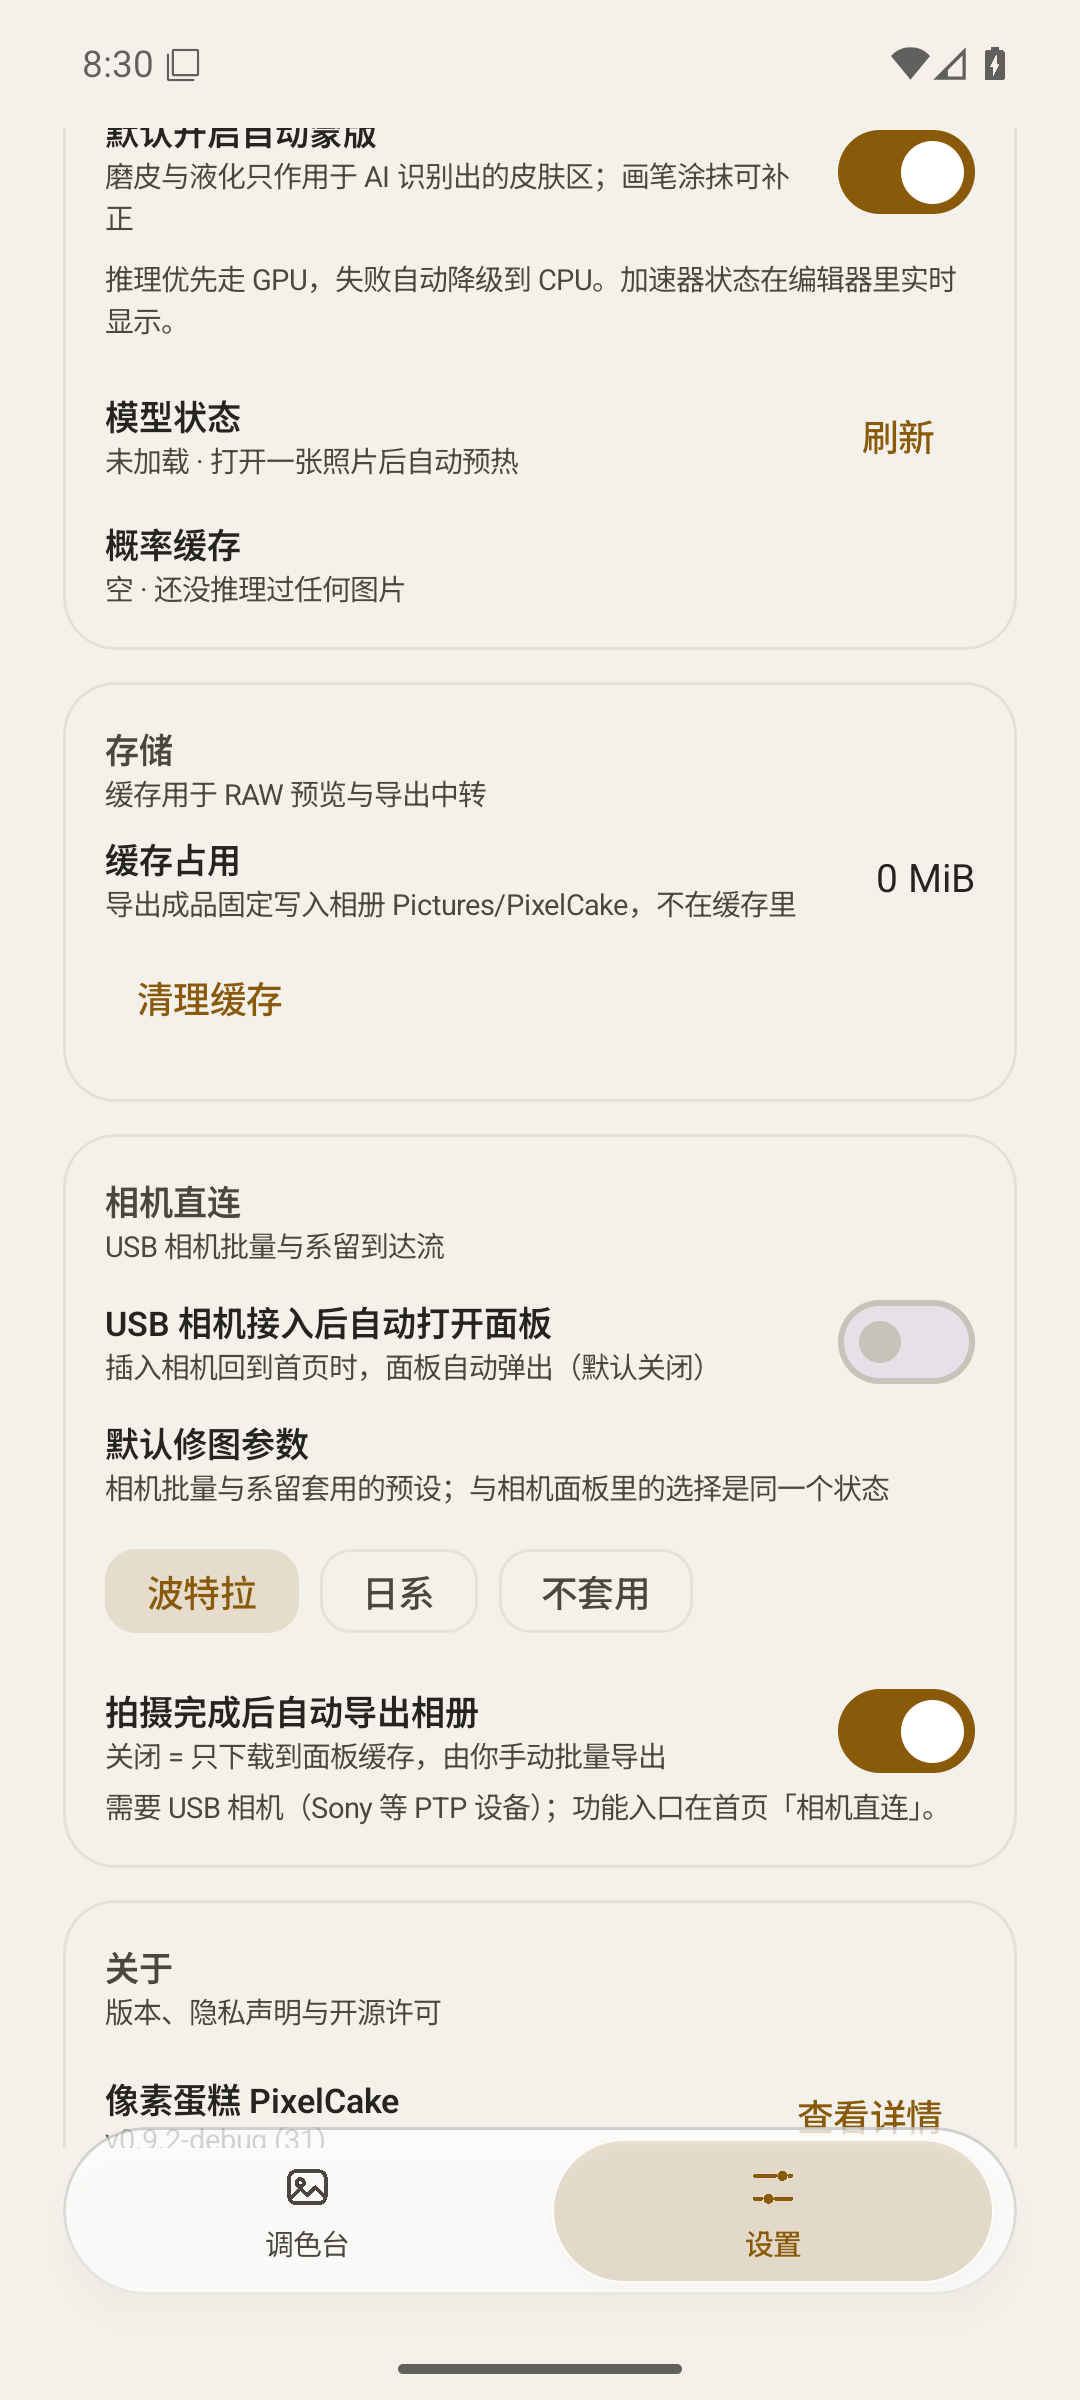 8:30
默认开启自动蒙版
磨皮与液化只作用于 AI 识别出的皮肤区；画笔涂抹可补
正
推理优先走 GPU，失败自动降级到 CPU。加速器状态在编辑器里实时
显示。
模型状态
未加载 · 打开一张照片后自动预热
刷新
概率缓存
空 · 还没推理过任何图片
存储
缓存用于 RAW 预览与导出中转
缓存占用
导出成品固定写入相册 Pictures/PixelCake，不在缓存里
0 MiB
清理缓存
相机直连
USB 相机批量与系留到达流
USB 相机接入后自动打开面板
插入相机回到首页时，面板自动弹出（默认关闭）
默认修图参数
相机批量与系留套用的预设；与相机面板里的选择是同一个状态
波特拉
日系
不套用
拍摄完成后自动导出相册
关闭 = 只下载到面板缓存，由你手动批量导出
需要 USB 相机（Sony 等 PTP 设备）；功能入口在首页「相机直连」。
关于
版本、隐私声明与开源许可
像素蛋糕 PixelCake
v0.9.2-debug (31)
查看详情
调色台
设置